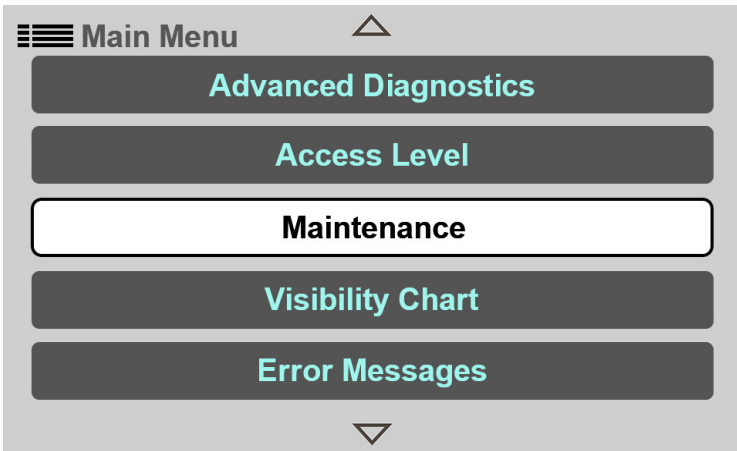 Main Menu
Advanced Diagnostics
Access Level
Maintenance
Visibility Chart
Error Messages